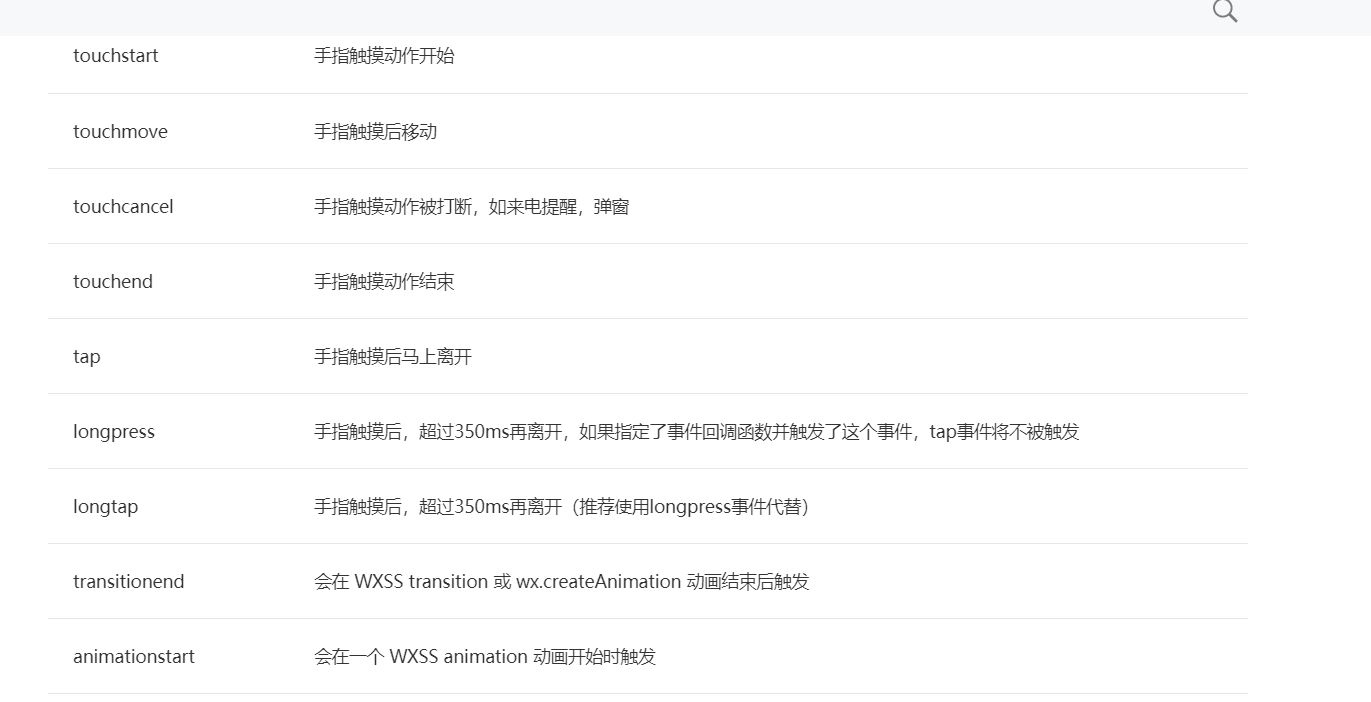 touchstart 手指触摸动作开始
touchmove 手指触摸后移动
touchcancel 手指触摸动作被打断，如来电提醒，弹窗
touchend 手指触摸动作结束
tap 手指触摸后马上离开
longpress 手指触摸后，超过350ms再离开，如果指定了事件回调函数并触发了这个事件，tap事件将不被触发
longtap 手指触摸后，超过350ms再离开（推荐使用longpress事件代替）
transitionend 会在 WXSS transition 或 wx.createAnimation 动画结束后触发
animationstart 会在一个 WXSS animation 动画开始时触发